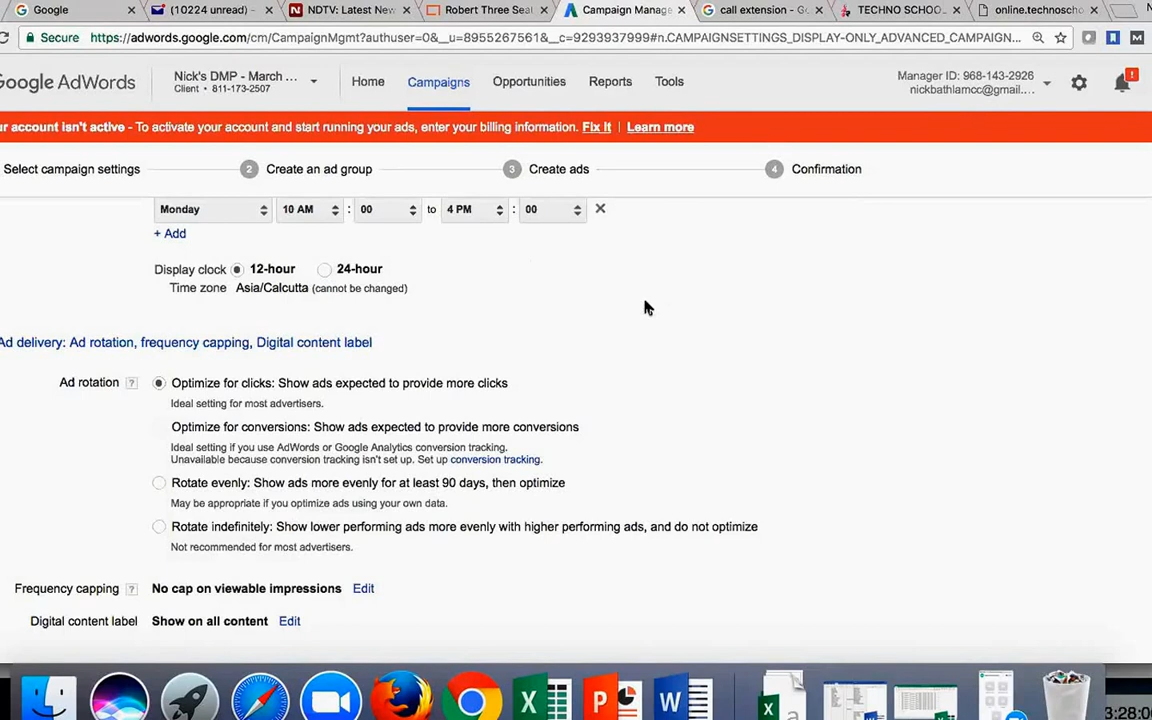 Google
(10224 unread) -
NDTV: Latest New
Robert Three Seat
Campaign Manage
call extension - Go
TECHNO SCHOO
online.technoscho
Secure https://adwords.google.com/cm/CampaignMgmt?authuser=0&__u=8955267561&__c=9293937999#n.CAMPAIGNSETTINGS_DISPLAY-ONLY_ADVANCED_CAMPAIGN...
Google AdWords
Nick's DMP - March ...
Client • 811-173-2507
Home Campaigns Opportunities Reports Tools
Manager ID: 968-143-2926
nickbathlamcc@gmail....
!
ur account isn't active - To activate your account and start running your ads, enter your billing information. Fix it | Learn more
Select campaign settings 2 Create an ad group 3 Create ads 4 Confirmation
Monday 10 AM : 00 to 4 PM : 00
+ Add
Display clock 12-hour 24-hour
Time zone Asia/Calcutta (cannot be changed)
Ad delivery: Ad rotation, frequency capping, Digital content label
Ad rotation ? Optimize for clicks: Show ads expected to provide more clicks
Ideal setting for most advertisers.
Optimize for conversions: Show ads expected to provide more conversions
Ideal setting if you use AdWords or Google Analytics conversion tracking.
Unavailable because conversion tracking isn't set up. Set up conversion tracking.
Rotate evenly: Show ads more evenly for at least 90 days, then optimize
May be appropriate if you optimize ads using your own data.
Rotate indefinitely: Show lower performing ads more evenly with higher performing ads, and do not optimize
Not recommended for most advertisers.
Frequency capping ? No cap on viewable impressions Edit
Digital content label Show on all content Edit
3:28:0